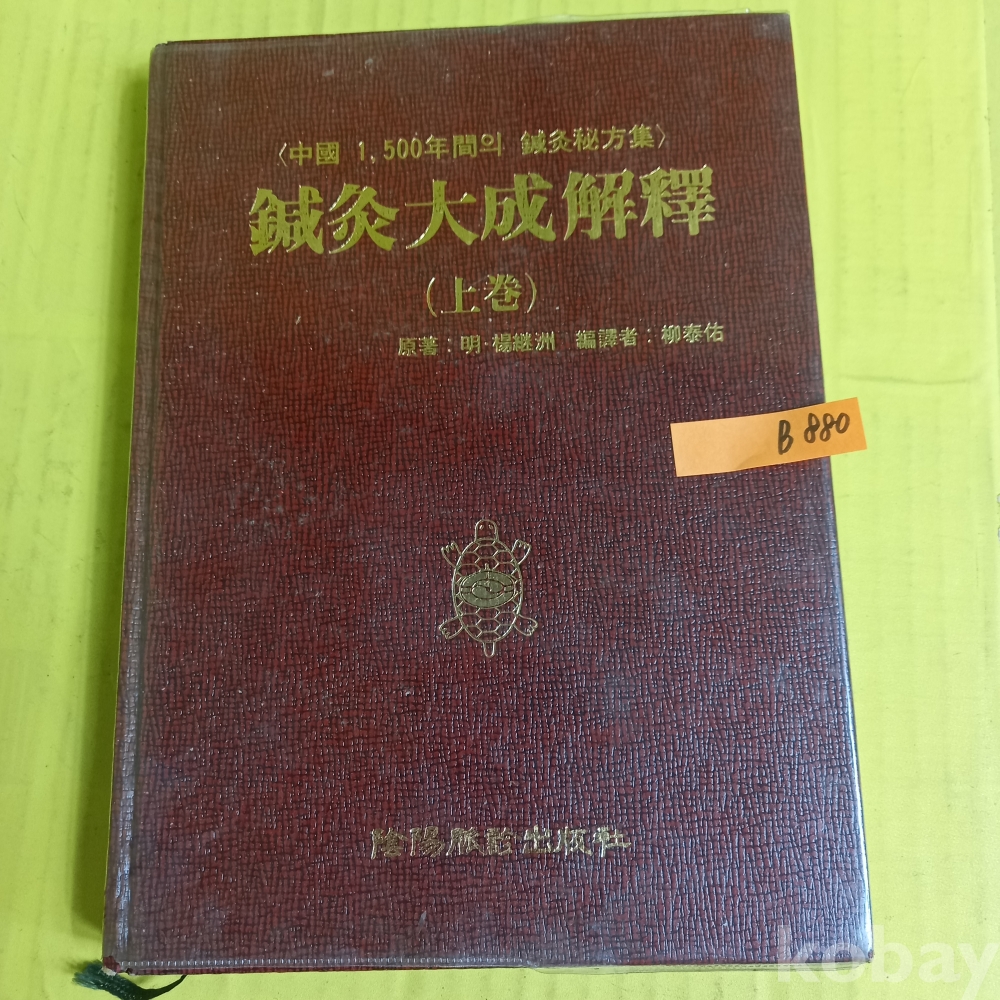 〈中國 1,500年間의 鍼灸秘方集〉
鍼灸大成解釋
(上巻)
原著:明·楊継洲 編譯者:柳泰佑
B 880
陰陽脈診出版社
kobay